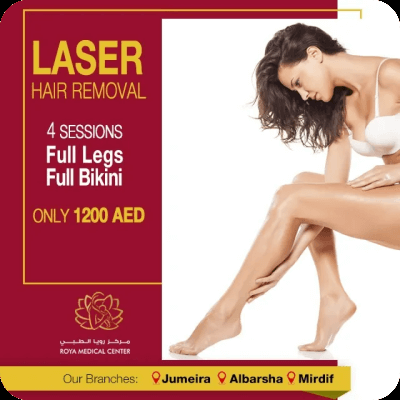 LASER
HAIR REMOVAL
4 SESSIONS
Full Legs
Full Bikini
ONLY 1200 AED
مركز رويا الطبي
ROYA MEDICAL CENTER
Our Branches: Jumeira Albarsha Mirdif